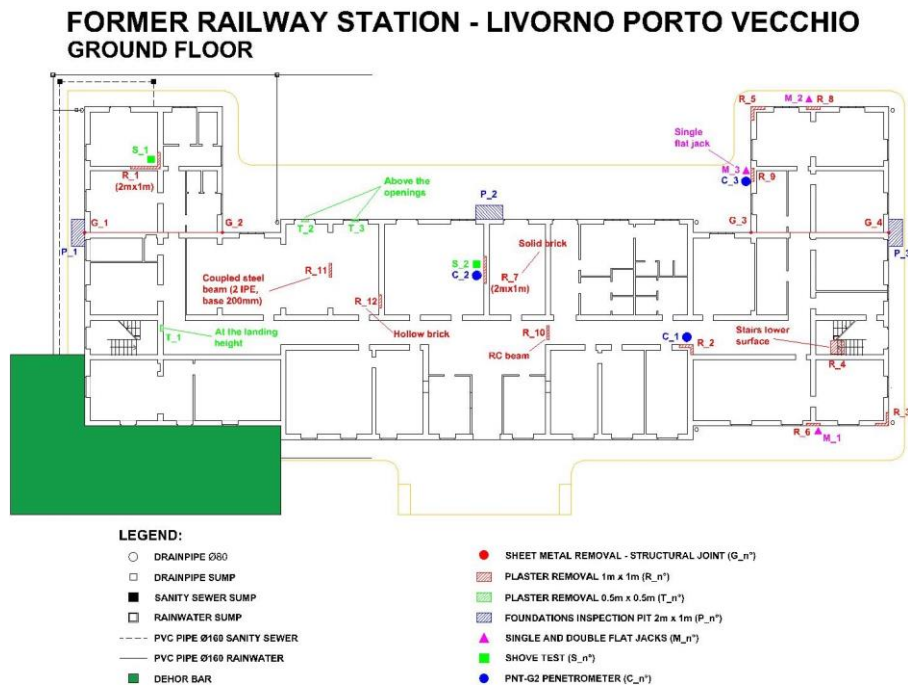 FORMER RAILWAY STATION - LIVORNO PORTO VECCHIO
GROUND FLOOR
R_5
M_2
R_8
Single
flat jack
S_1
R_1
(2mx1m)
M_3
C_3
R_9
Above the
openings
P_2
G_1
G_2
T_2
T_3
G_3
G_4
P_1
P_3
Solid brick
Coupled steel
beam (2 IPE,
base 200mm)
R_11
S_2
C_2
R_7
(2mx1m)
R_12
At the landing
height
T_1
Hollow brick
R_10
RC beam
C_1
R_2
Stairs lower
surface
R_4
R_3
R_6
M_1
LEGEND:
DRAINPIPE Ø80
DRAINPIPE SUMP
SANITY SEWER SUMP
RAINWATER SUMP
PVC PIPE Ø160 SANITY SEWER
PVC PIPE Ø160 RAINWATER
DEHOR BAR
SHEET METAL REMOVAL - STRUCTURAL JOINT (G_n°)
PLASTER REMOVAL 1m x 1m (R_n°)
PLASTER REMOVAL 0.5m x 0.5m (T_n°)
FOUNDATIONS INSPECTION PIT 2m x 1m (P_n°)
SINGLE AND DOUBLE FLAT JACKS (M_n°)
SHOVE TEST (S_n°)
PNT-G2 PENETROMETER (C_n°)